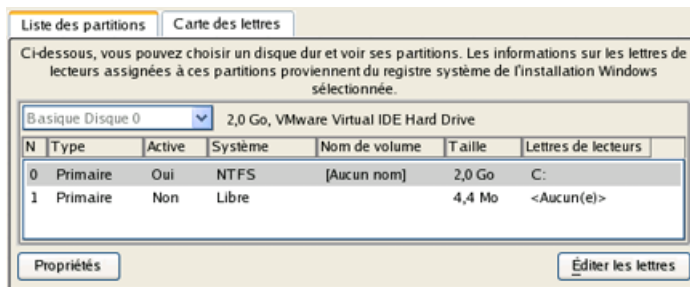 Liste des partitions Carte des lettres
Ci-dessous, vous pouvez choisir un disque dur et voir ses partitions. Les informations sur les lettres de
lecteurs assignées à ces partitions proviennent du registre système de l'installation Windows
sélectionnée.
Basique Disque 0 2,0 Go, VMware Virtual IDE Hard Drive
N Type Active Système Nom de volume Taille Lettres de lecteurs
0 Primaire Oui NTFS [Aucun nom] 2,0 Go C:
1 Primaire Non Libre 4,4 Mo <Aucun(e)>
Propriétés Éditer les lettres